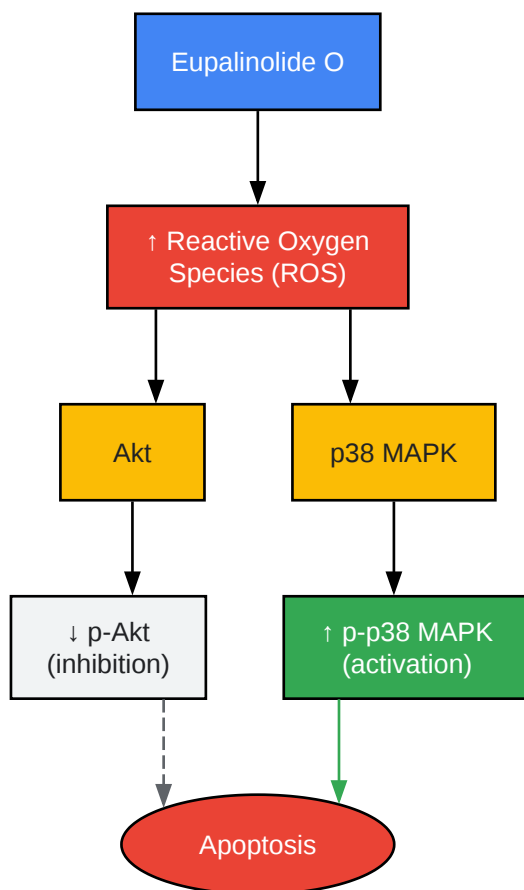 Eupalinolide O
↑ Reactive Oxygen
Species (ROS)
Akt
p38 MAPK
↓ p-Akt
(inhibition)
↑ p-p38 MAPK
(activation)
Apoptosis